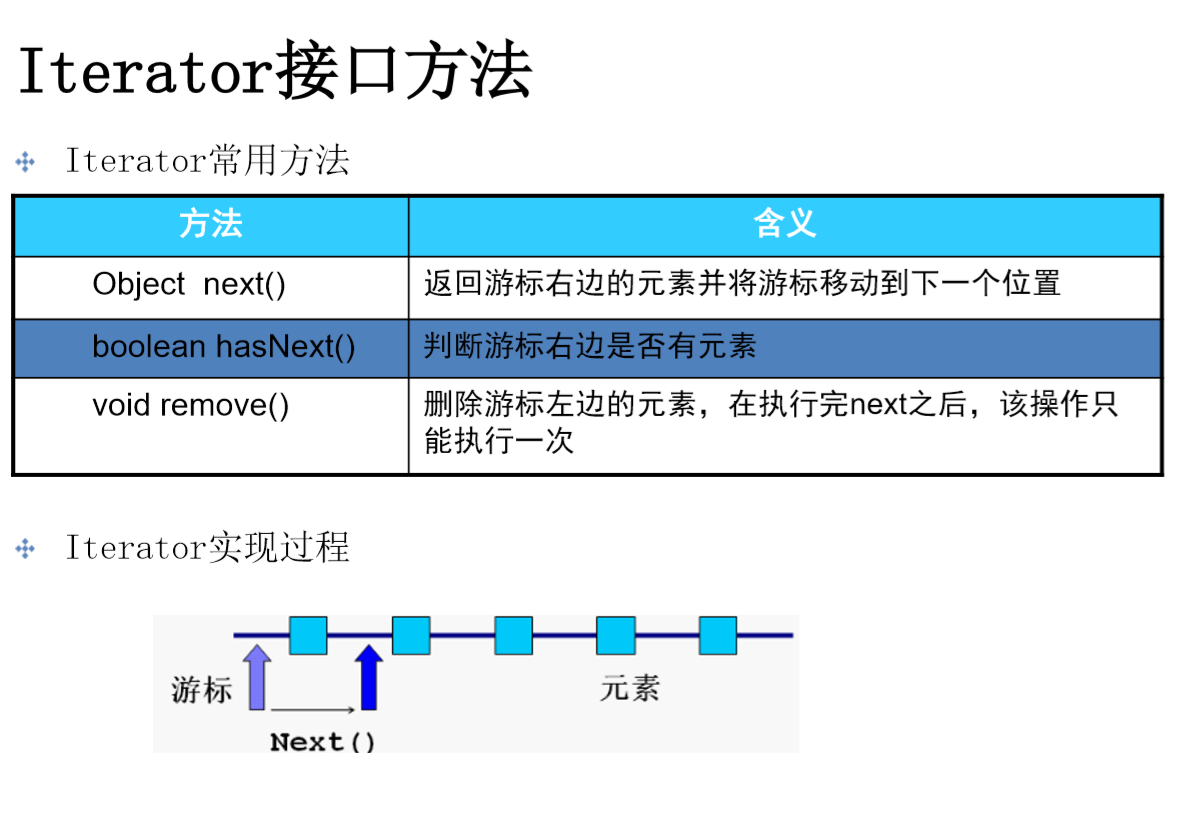 Iterator接口方法
Iterator常用方法
方法 含义
Object next() 返回游标右边的元素并将游标移动到下一个位置
boolean hasNext() 判断游标右边是否有元素
void remove() 删除游标左边的元素，在执行完next之后，该操作只
能执行一次
Iterator实现过程
游标 元素
Next()